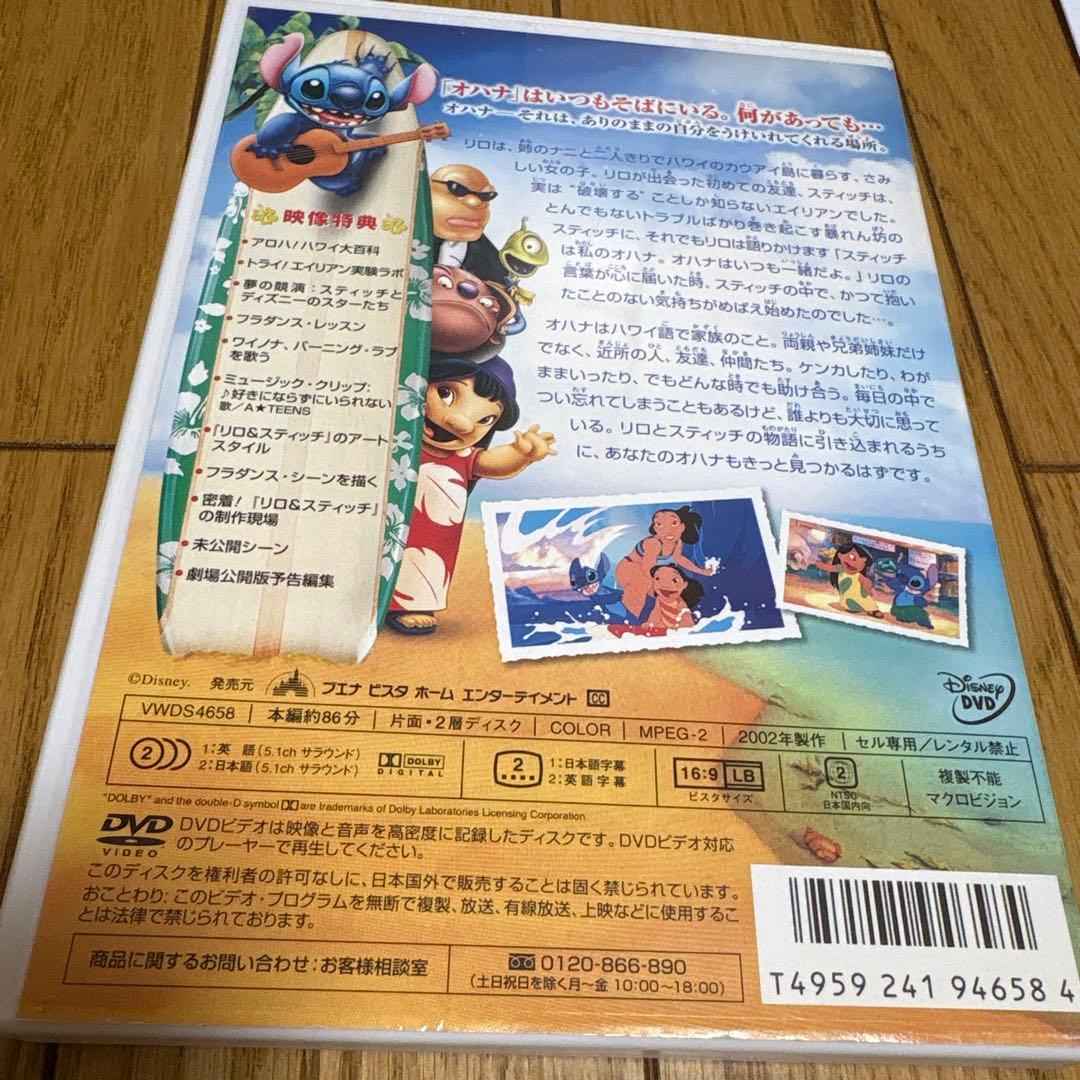 「オハナ」はいつもそばにいる。何があっても…
オハナ―それは、ありのままの自分をうけいれてくれる場所。
リロは、姉のナニと二人きりでハワイのカウアイ島に暮らす、さみ
しい女の子。リロが出会った初めての友達、スティッチは、
実は“破壊する”ことしか知らないエイリアンでした。
とんでもないトラブルばかり巻き起こす暴れん坊の
スティッチに、それでもリロは語りかけます「スティッチ
は私のオハナ。オハナはいつも一緒だよ。」リロの
言葉が心に届いた時、スティッチの中で、かつて抱い
たことのない気持ちがめばえ始めたのでした…。
オハナはハワイ語で家族のこと。両親や兄弟姉妹だけ
でなく、近所の人、友達、仲間たち。ケンカしたり、わが
ままいったり、でもどんな時でも助け合う。毎日の中で
つい忘れてしまうこともあるけど、誰よりも大切に思って
いる。リロとスティッチの物語に引き込まれるうち
に、あなたのオハナもきっと見つかるはずです。
映像特典
• アロハ!ハワイ大百科
• トライ!エイリアン実験ラボ
• 夢の競演:スティッチと
ディズニーのスターたち
• フラダンス・レッスン
• ワイノナ、バーニング・ラブ
を歌う
• ミュージック・クリップ:
♪好きにならずにいられない
歌/A★TEENS
• 『リロ&スティッチ』のアート・
スタイル
• フラダンス・シーンを描く
• 密着!『リロ&スティッチ』
の制作現場
• 未公開シーン
• 劇場公開版予告編集
©Disney. 発売元 ブエナ ビスタ ホーム エンターテイメント CC
DISNEY DVD
VWDS4658 本編約86分 片面・2層ディスク COLOR MPEG-2 2002年製作 セル専用/レンタル禁止
2 1:英語(5.1ch サラウンド)
2:日本語(5.1ch サラウンド)
DOLBY DIGITAL
2 1:日本語字幕
2:英語字幕
16:9 LB
ビスタサイズ
2
NTSC
日本国内向
複製不能
マクロビジョン
"DOLBY" and the double-D symbol are trademarks of Dolby Laboratories Licensing Corporation.
DVD VIDEO
DVDビデオは映像と音声を高密度に記録したディスクです。DVDビデオ対応
のプレーヤーで再生してください。
このディスクを権利者の許可なしに、日本国外で販売することは固く禁じられています。
おことわり:このビデオ・プログラムを無断で複製、放送、有線放送、上映などに使用するこ
とは法律で禁じられております。
商品に関するお問い合わせ:お客様相談室
0120-866-890
(土日祝日を除く月～金 10:00～18:00)
T4959 241 94658 4